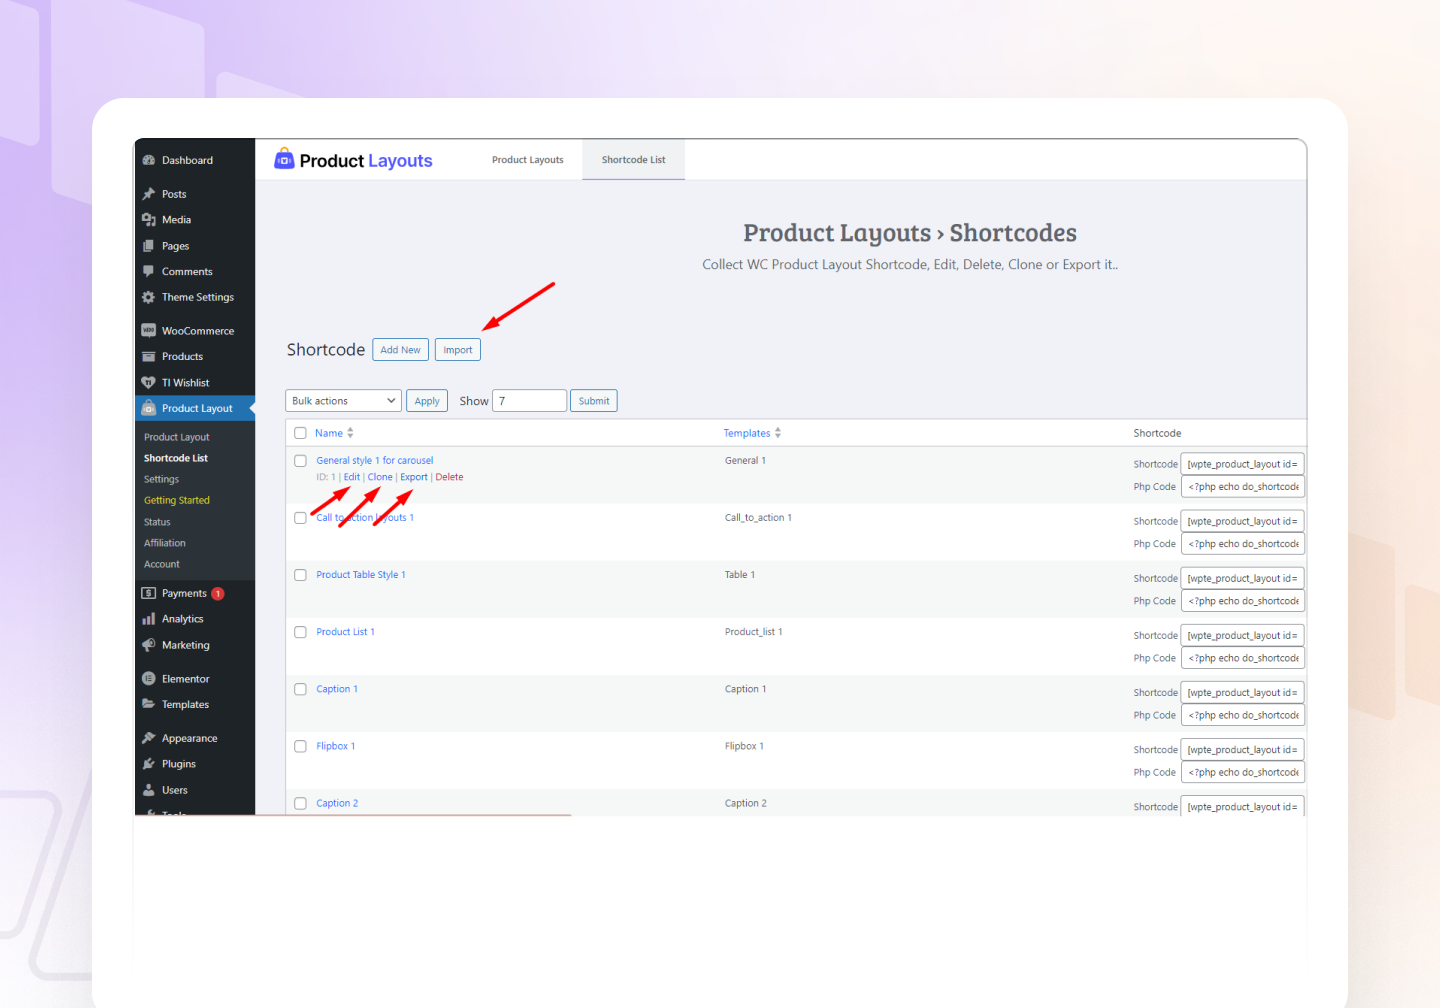 Dashboard
Posts
Media
Pages
Comments
Theme Settings
WooCommerce
Products
TI Wishlist
Product Layout
Product Layout
Shortcode List
Settings
Getting Started
Status
Affiliation
Account
Payments 1
Analytics
Marketing
Elementor
Templates
Appearance
Plugins
Users
Tools
Product Layouts
Product Layouts
Shortcode List
Product Layouts › Shortcodes
Collect WC Product Layout Shortcode, Edit, Delete, Clone or Export it..
Shortcode Add New Import
Bulk actions Apply Show 7 Submit
Name Templates Shortcode
General style 1 for carousel General 1 Shortcode [wpte_product_layout id=
ID: 1 | Edit | Clone | Export | Delete Php Code <?php echo do_shortcode
Call to action layouts 1 Call_to_action 1 Shortcode [wpte_product_layout id=
Php Code <?php echo do_shortcode
Product Table Style 1 Table 1 Shortcode [wpte_product_layout id=
Php Code <?php echo do_shortcode
Product List 1 Product_list 1 Shortcode [wpte_product_layout id=
Php Code <?php echo do_shortcode
Caption 1 Caption 1 Shortcode [wpte_product_layout id=
Php Code <?php echo do_shortcode
Flipbox 1 Flipbox 1 Shortcode [wpte_product_layout id=
Php Code <?php echo do_shortcode
Caption 2 Caption 2 Shortcode [wpte_product_layout id=